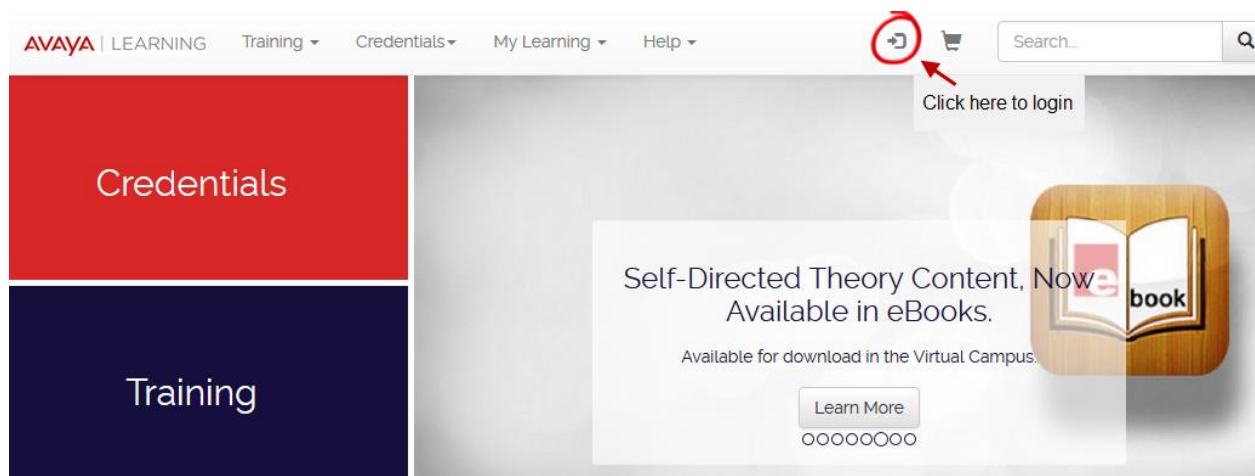 AVAYA | LEARNING Training Credentials My Learning Help Search...
Click here to login
Credentials
Self-Directed Theory Content, Now
Available in eBooks.
e book
Available for download in the Virtual Campus.
Training
Learn More